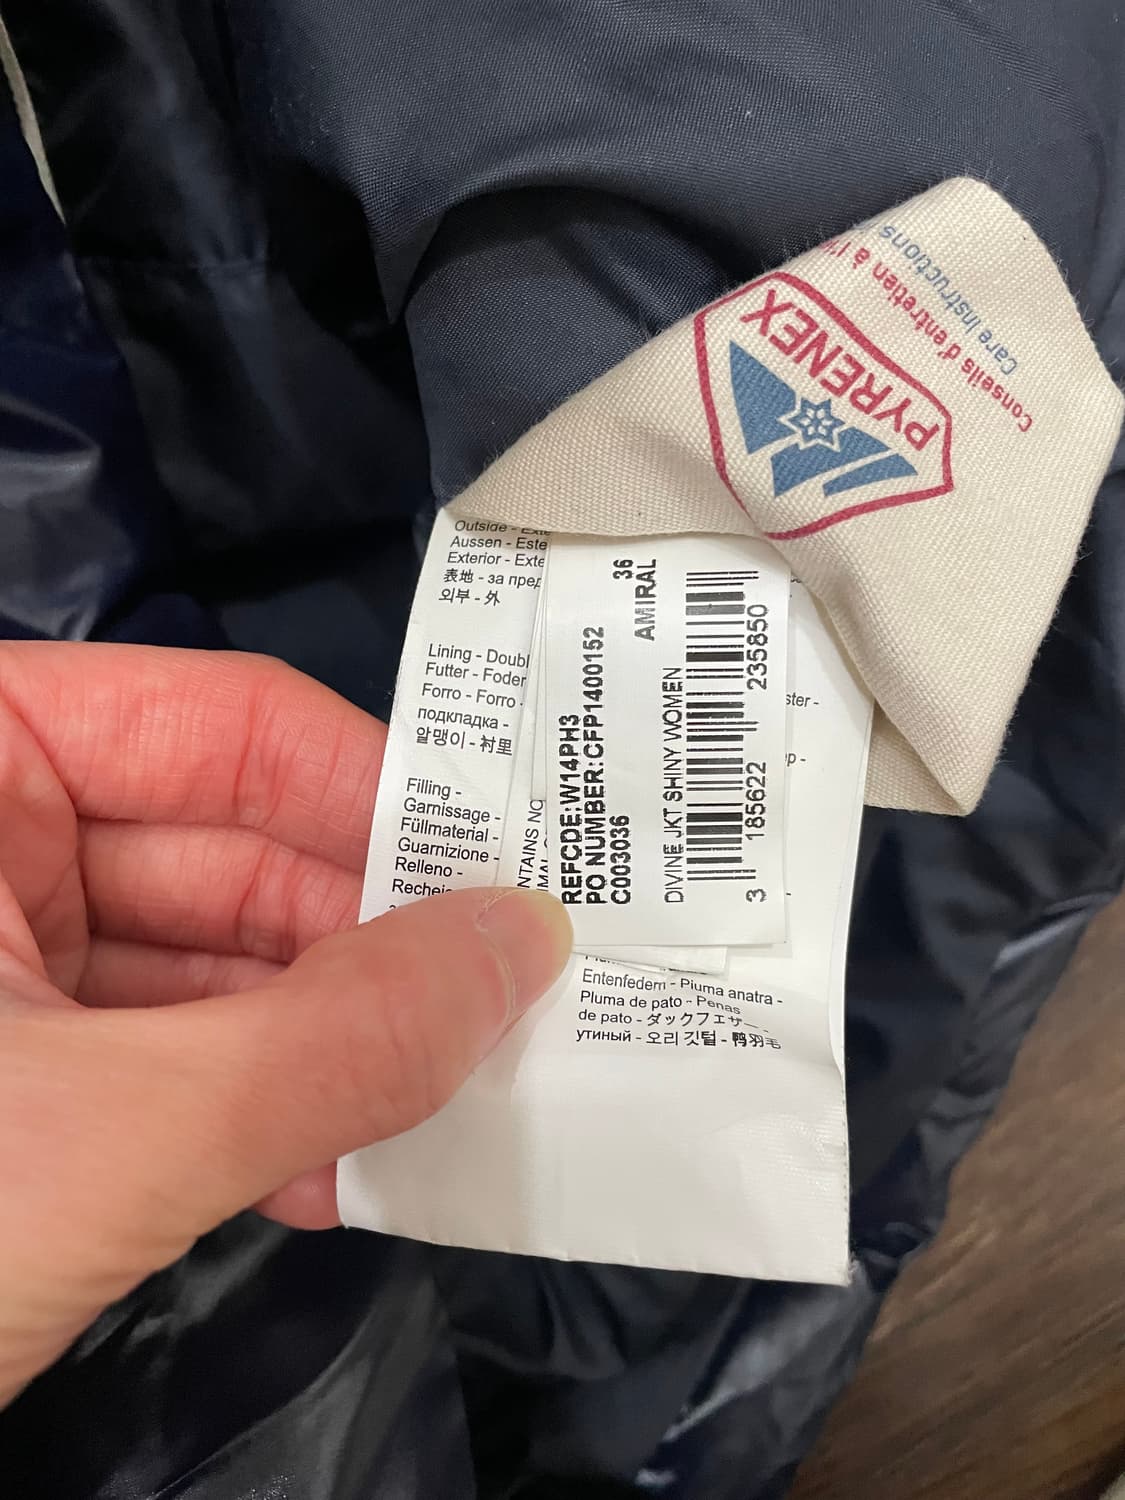 Conseils d'entretien à
Care Instructions
PYRENEX
Outside -
Aussen - Este
Exterior - Exte
表地 - за пред
외부 - 外
Lining - Doubl
Futter - Foder
Forro - Forro -
подкладка -
알맹이 - 衬里
Filling -
Garnissage -
Füllmaterial -
Guarnizione -
Relleno -
Rechei
NTAINS NO
REFCDE:W14PH3
PO NUMBER:CFP1400152
C003036
36
AMIRAL
DIVINE JKT SHINY WOMEN
3 185622 235850
ster -
p -
Entenfedern - Piuma anatra -
Pluma de pato - Penas
de pato - ダックフェザー -
утиный - 오리 깃털 - 鸭羽毛